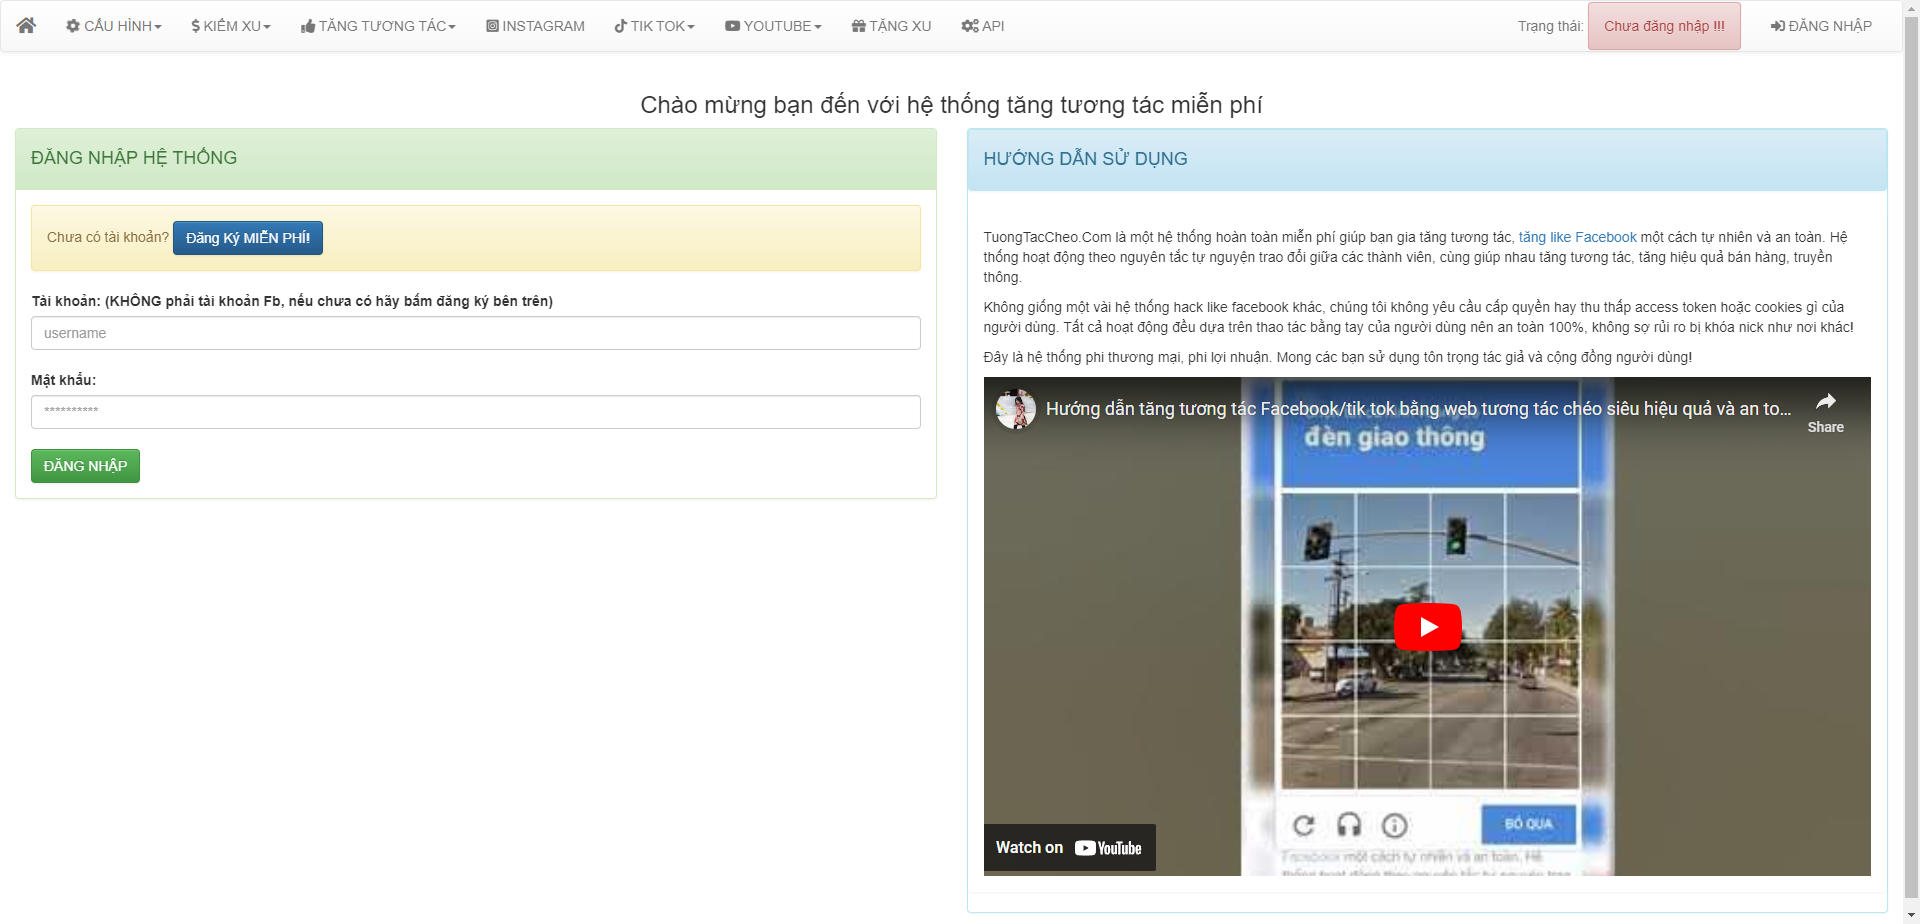 CẤU HÌNH
KIẾM XU
TĂNG TƯƠNG TÁC
INSTAGRAM
TIK TOK
YOUTUBE
TẶNG XU
API
Trạng thái: Chưa đăng nhập !!!
ĐĂNG NHẬP
Chào mừng bạn đến với hệ thống tăng tương tác miễn phí
ĐĂNG NHẬP HỆ THỐNG
Chưa có tài khoản? Đăng Ký MIỄN PHÍ!
Tài khoản: (KHÔNG phải tài khoản Fb, nếu chưa có hãy bấm đăng ký bên trên)
username
Mật khẩu:
**********
ĐĂNG NHẬP
HƯỚNG DẪN SỬ DỤNG
TuongTacCheo.Com là một hệ thống hoàn toàn miễn phí giúp bạn gia tăng tương tác, tăng like Facebook một cách tự nhiên và an toàn. Hệ
thống hoạt động theo nguyên tắc tự nguyện trao đổi giữa các thành viên, cùng giúp nhau tăng tương tác, tăng hiệu quả bán hàng, truyền
thông.
Không giống một vài hệ thống hack like facebook khác, chúng tôi không yêu cầu cấp quyền hay thu thấp access token hoặc cookies gì của
người dùng. Tất cả hoạt động đều dựa trên thao tác bằng tay của người dùng nên an toàn 100%, không sợ rủi ro bị khóa nick như nơi khác!
Đây là hệ thống phi thương mại, phi lợi nhuận. Mong các bạn sử dụng tôn trọng tác giả và cộng đồng người dùng!
Hướng dẫn tăng tương tác Facebook/tik tok bằng web tương tác chéo siêu hiệu quả và an to...
Share
đèn giao thông
BỎ QUA
Facebook một cách tự nhiên và an toàn. Hệ
Watch on YouTube